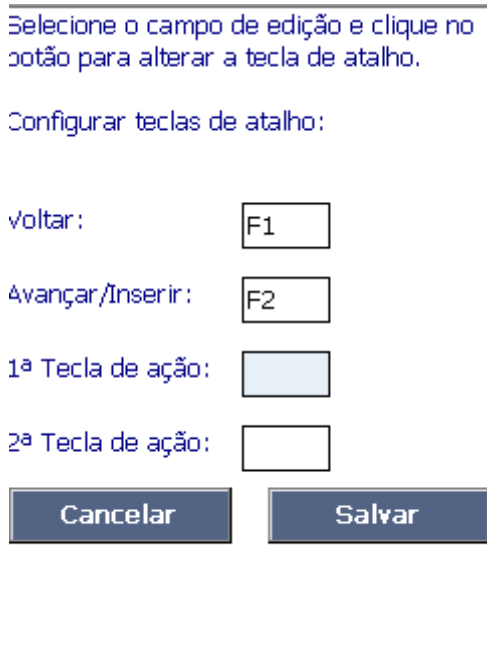 Selecione o campo de edição e clique no
botão para alterar a tecla de atalho.
Configurar teclas de atalho:
Voltar: F1
Avançar/Inserir: F2
1ª Tecla de ação:
2ª Tecla de ação:
Cancelar Salvar